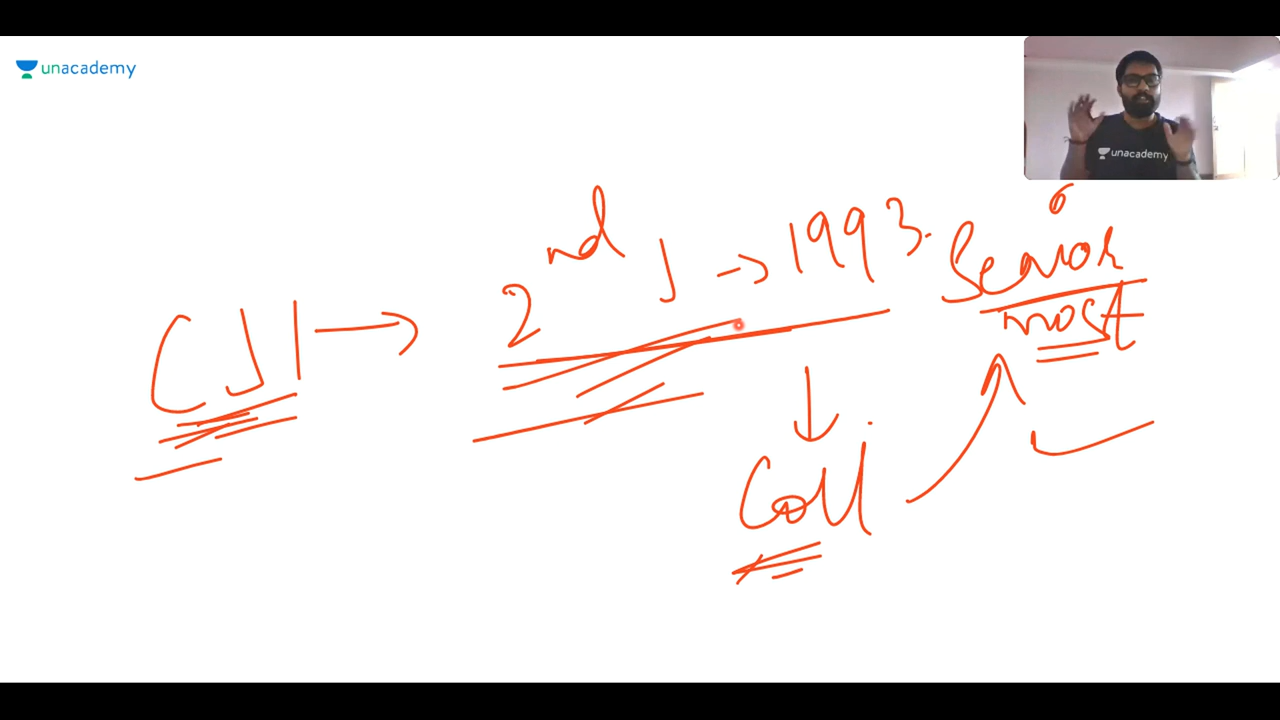 unacademy
unacademy
CJI → 2nd J → 1993.
Senior
most
Coll.